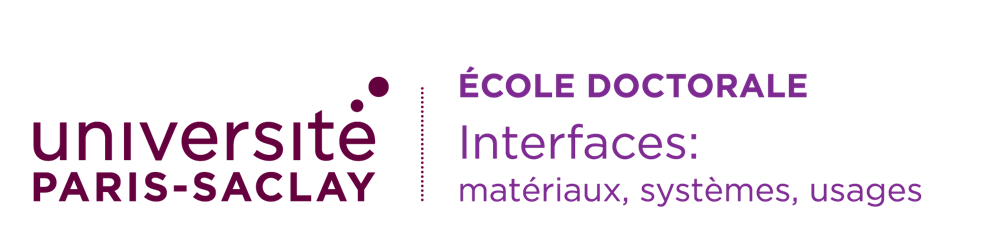 université
PARIS-SACLAY
ÉCOLE DOCTORALE
Interfaces:
matériaux, systèmes, usages